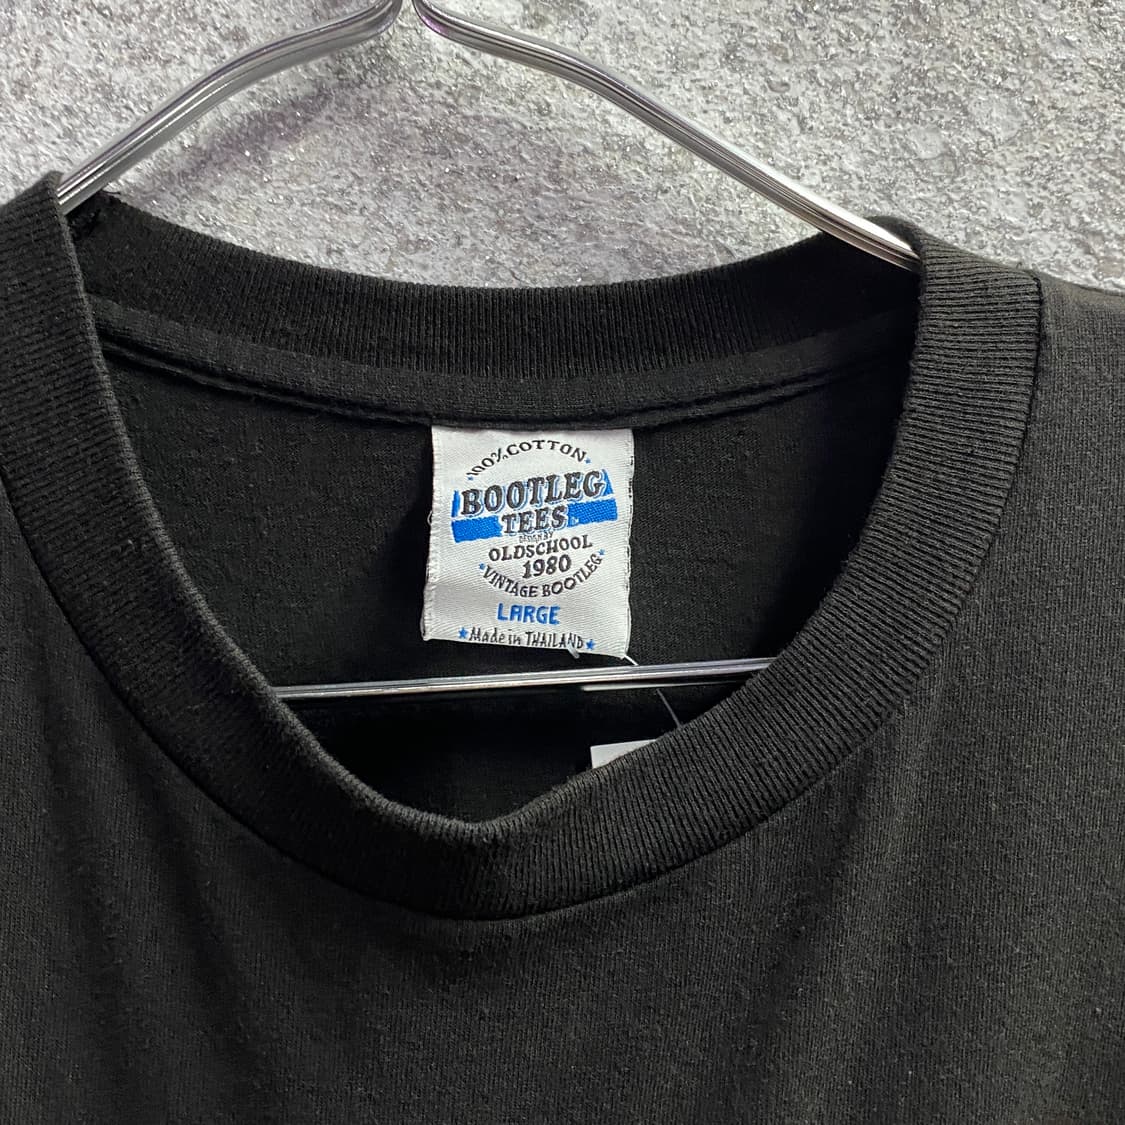 100% COTTON
BOOTLEG
TEES
DESIGN BY
OLDSCHOOL
1980
VINTAGE BOOTLEG
LARGE
★ Made in THAILAND ★